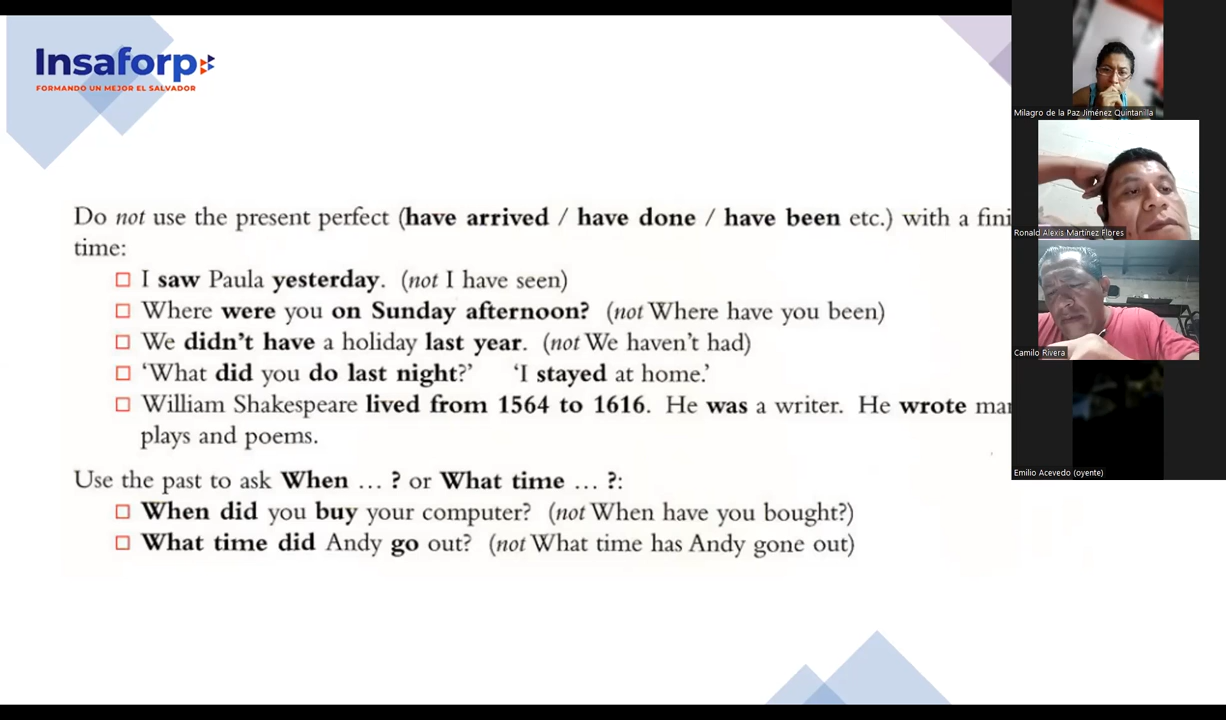 Insaforp
FORMANDO UN MEJOR EL SALVADOR
Do not use the present perfect (have arrived / have done / have been etc.) with a fini
time:
I saw Paula yesterday. (not I have seen)
Where were you on Sunday afternoon? (not Where have you been)
We didn't have a holiday last year. (not We haven't had)
'What did you do last night?' 'I stayed at home.'
William Shakespeare lived from 1564 to 1616. He was a writer. He wrote mar
plays and poems.
Use the past to ask When ... ? or What time ... ?:
When did you buy your computer? (not When have you bought?)
What time did Andy go out? (not What time has Andy gone out)
Milagro de la Paz Jiménez Quintanilla
Ronald Alexis Martínez Flores
Camilo Rivera
Emilio Acevedo (oyente)